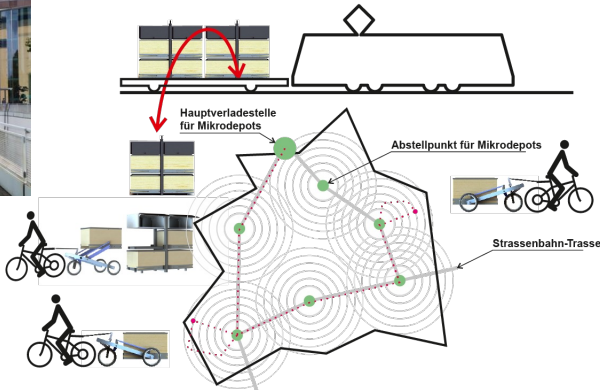 Hauptverladestelle
für Mikrodepots
Abstellpunkt für Mikrodepots
Strassenbahn-Trasse